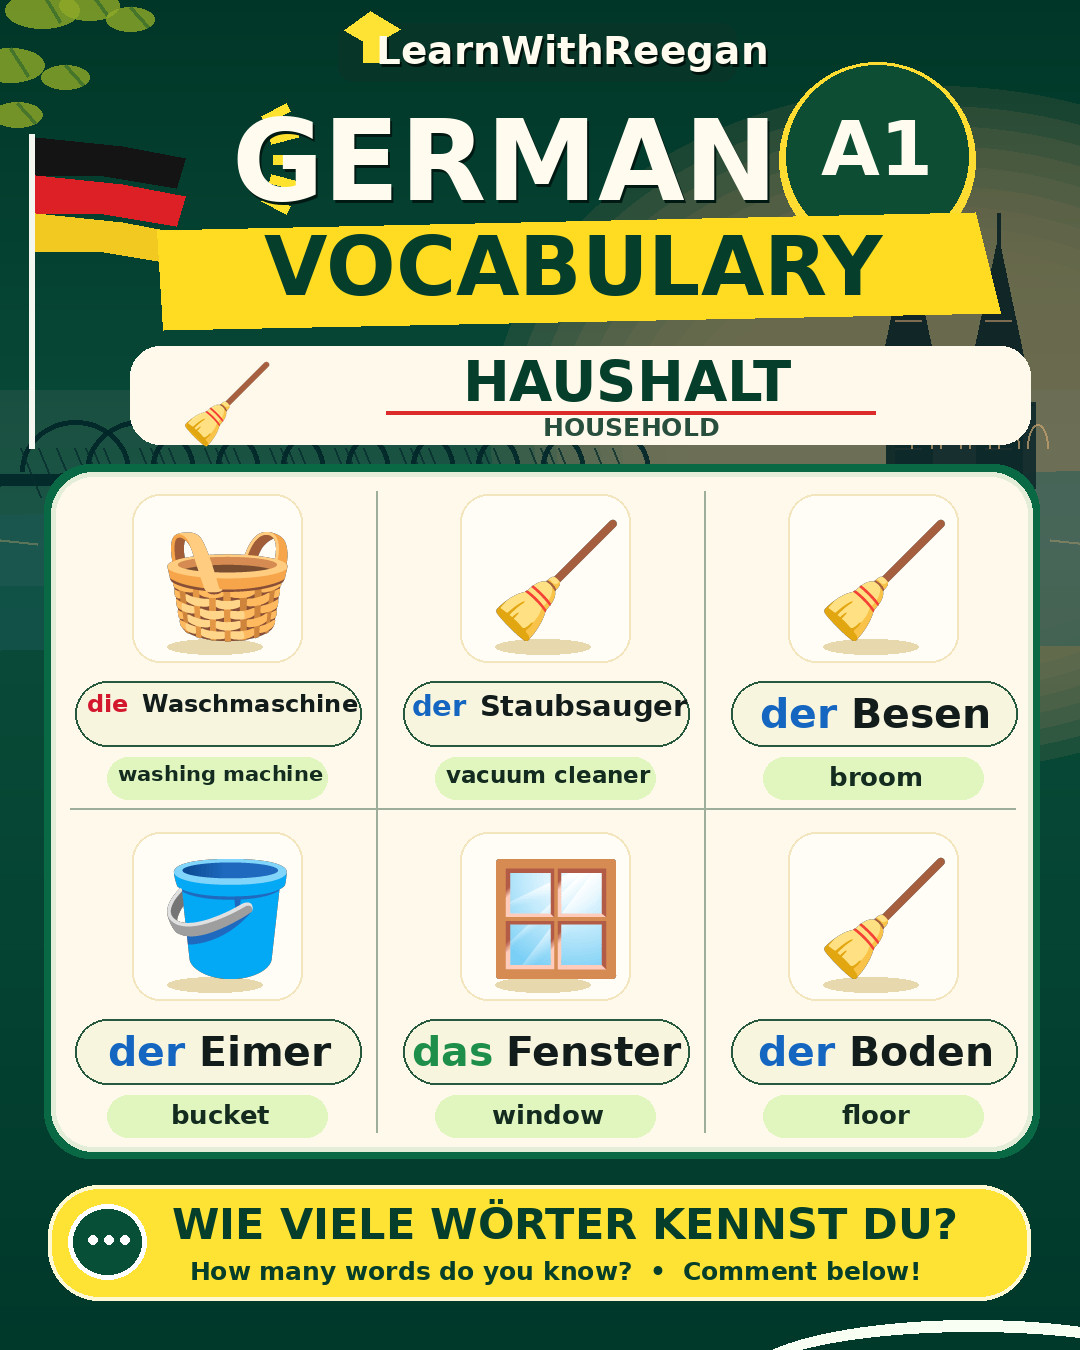 LearnWithReegan
GERMAN
A1
VOCABULARY
HAUSHALT
HOUSEHOLD
die Waschmaschine
washing machine
der Staubsauger
vacuum cleaner
der Besen
broom
der Eimer
bucket
das Fenster
window
der Boden
floor
WIE VIELE WÖRTER KENNST DU?
How many words do you know? • Comment below!